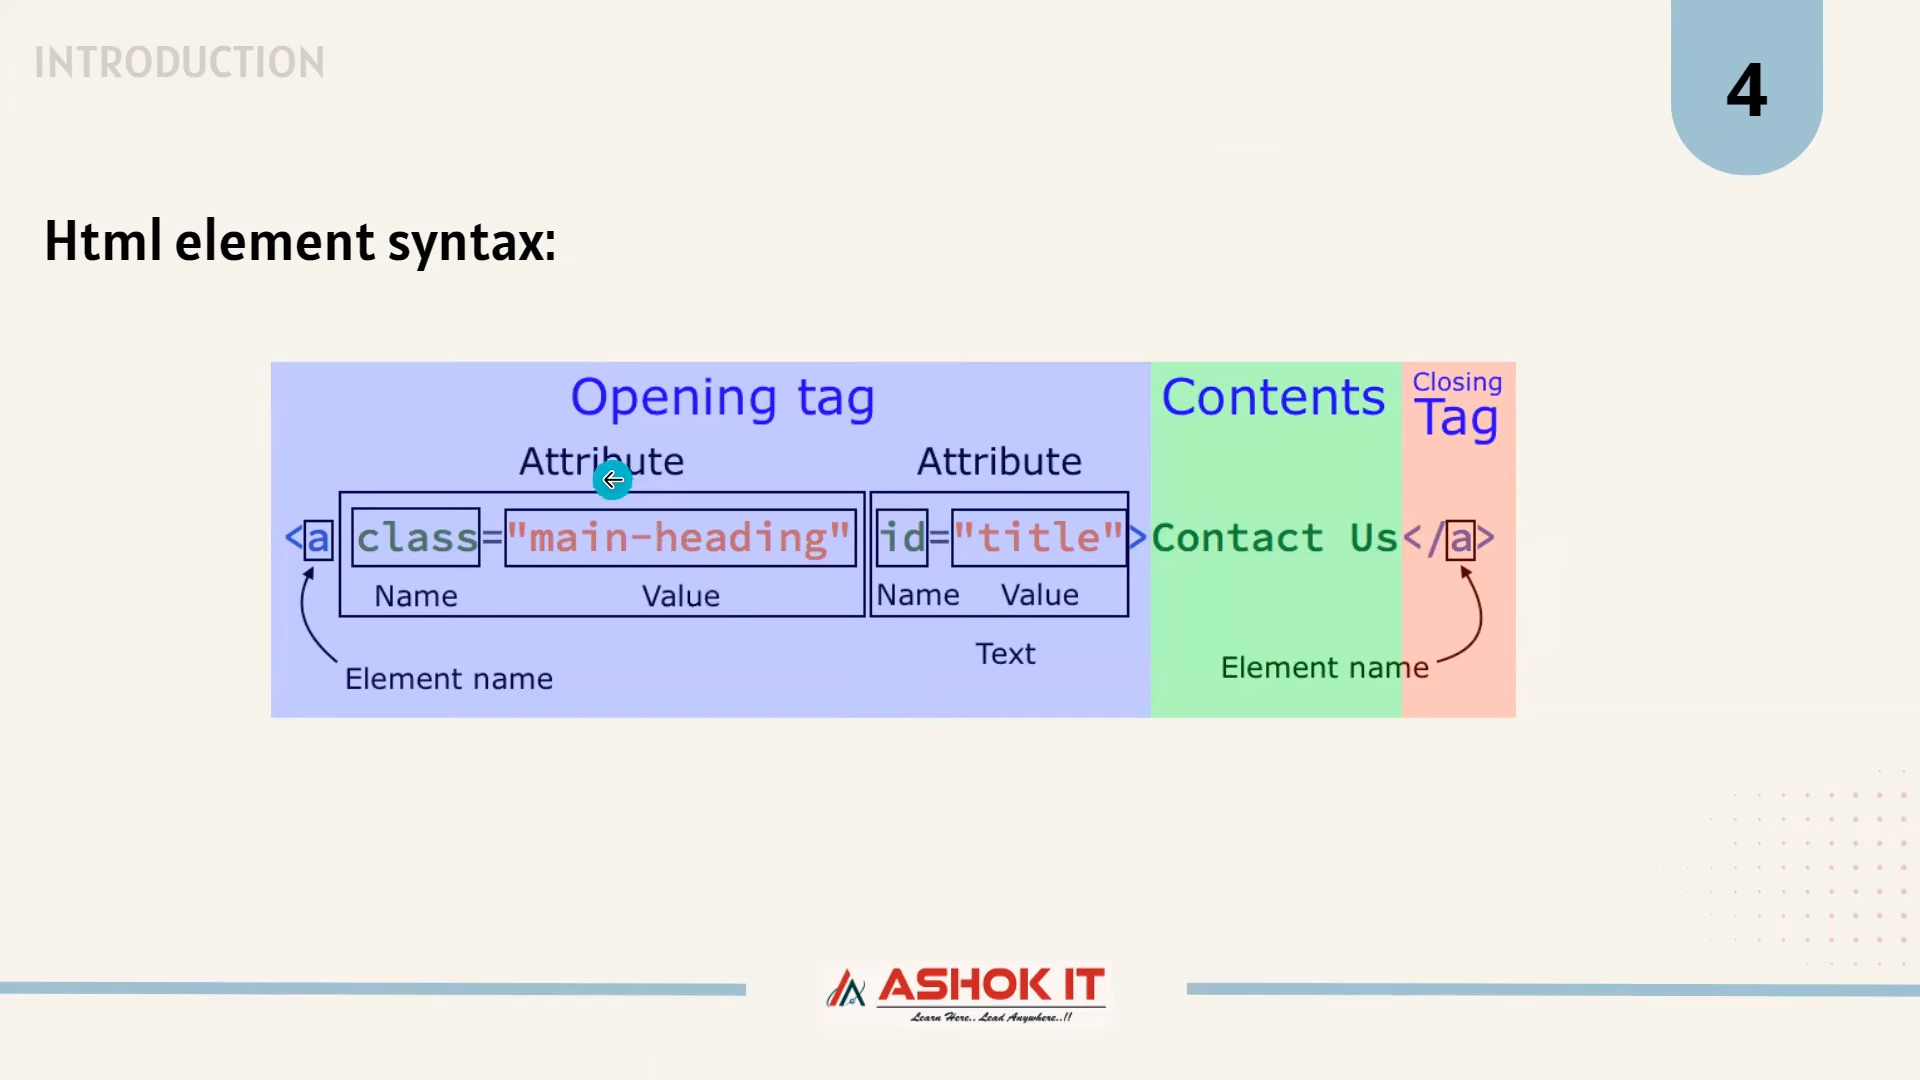 INTRODUCTION
4
Html element syntax:
Opening tag
Contents
Closing
Tag
Attribute
Attribute
<a class="main-heading" id="title">Contact Us</a>
Name
Value
Name
Value
Text
Element name
Element name
ASHOK IT
Learn Here.. Lead Anywhere..!!